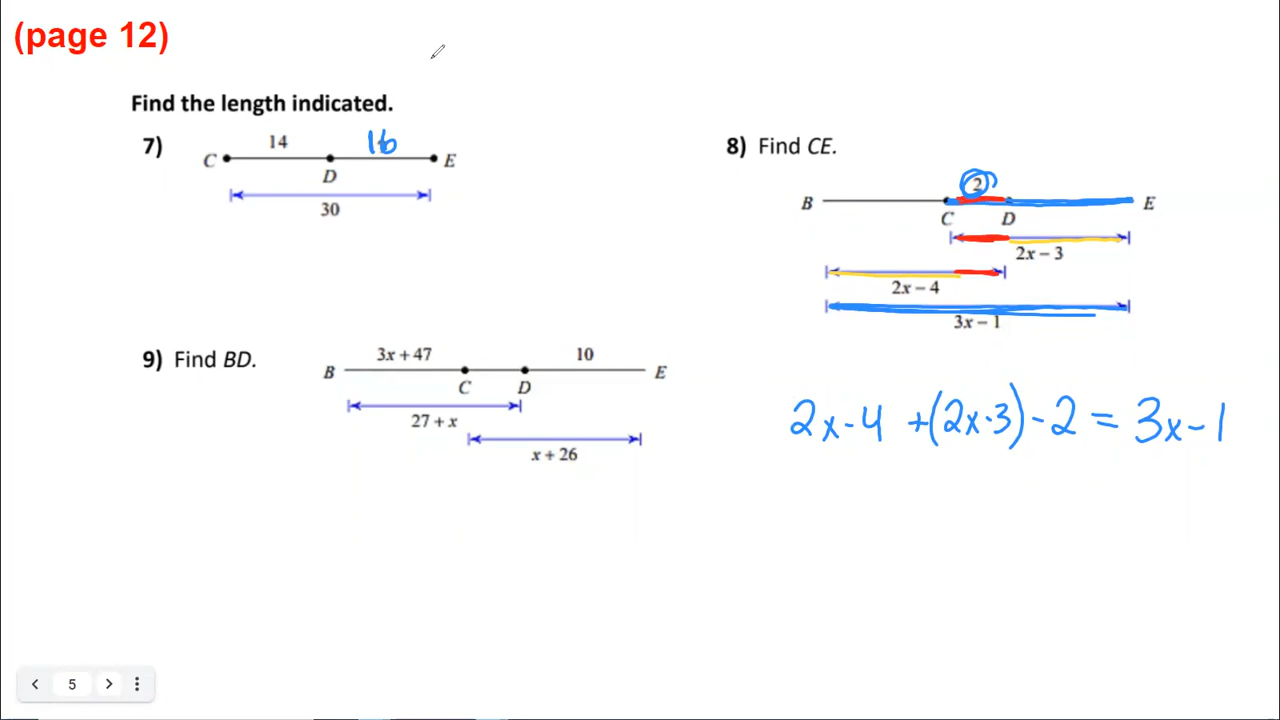 (page 12)
Find the length indicated.
7)
14
16
C
D
E
30
8) Find CE.
2
B
C
D
E
2x – 3
2x – 4
3x – 1
2x - 4 + (2x - 3) - 2 = 3x - 1
9) Find BD.
3x + 47
10
B
C
D
E
27 + x
x + 26
5